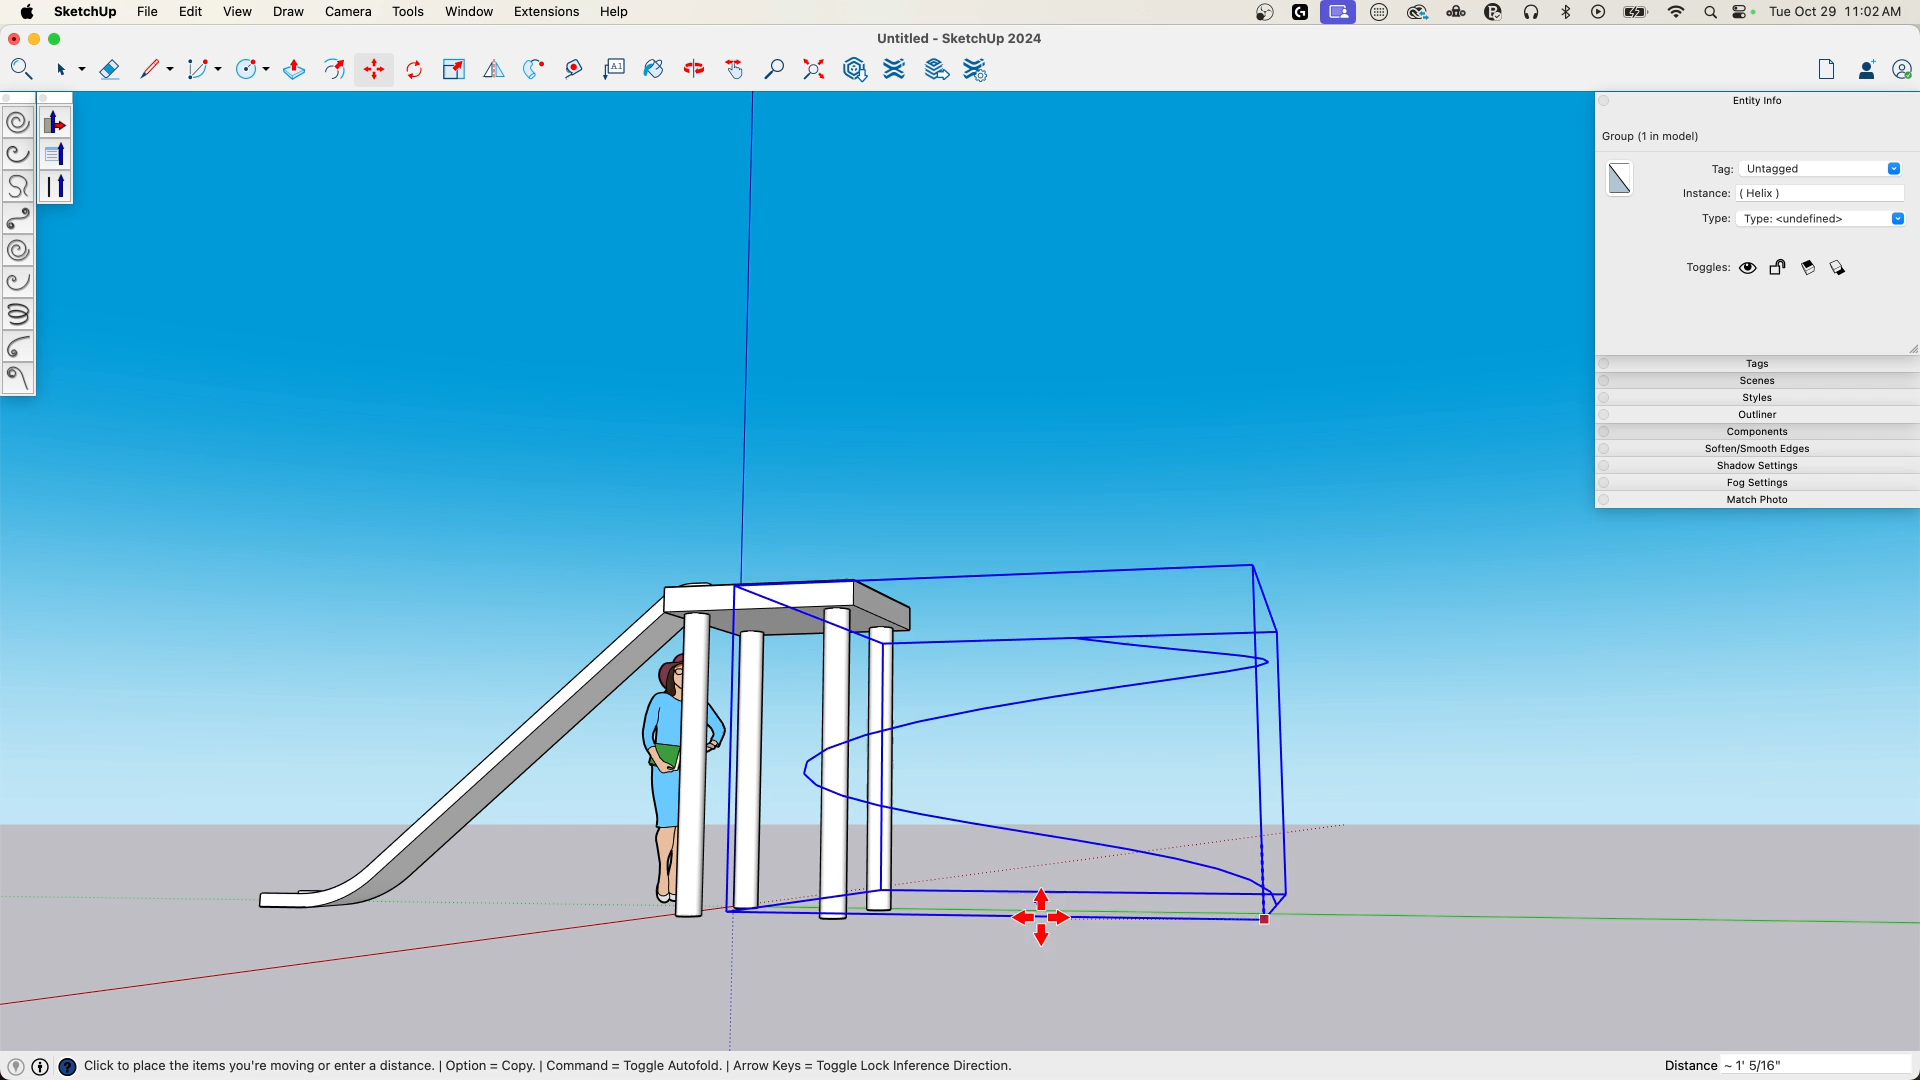 SketchUp File Edit View Draw Camera Tools Window Extensions Help Tue Oct 29 11:02 AM
Untitled - SketchUp 2024
A1
Entity Info
Group (1 in model)
Tag: Untagged
Instance: ( Helix )
Type: Type: <undefined>
Toggles:
Tags
Scenes
Styles
Outliner
Components
Soften/Smooth Edges
Shadow Settings
Fog Settings
Match Photo
Click to place the items you're moving or enter a distance. | Option = Copy. | Command = Toggle Autofold. | Arrow Keys = Toggle Lock Inference Direction. Distance ~ 1' 5/16"